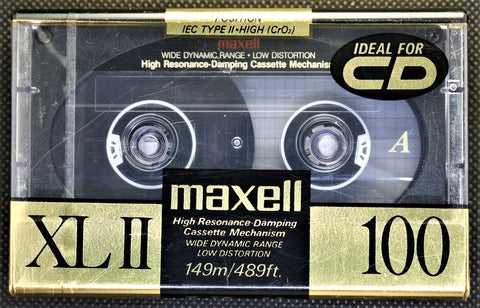 POSITION
IEC TYPE II•HIGH (CrO₂)
maxell
WIDE DYNAMIC RANGE • LOW DISTORTION
High Resonance-Damping Cassette Mechanism
IDEAL FOR
CD
A
maxell
High Resonance-Damping
Cassette Mechanism
WIDE DYNAMIC RANGE
LOW DISTORTION
149m/489ft.
XL II
100